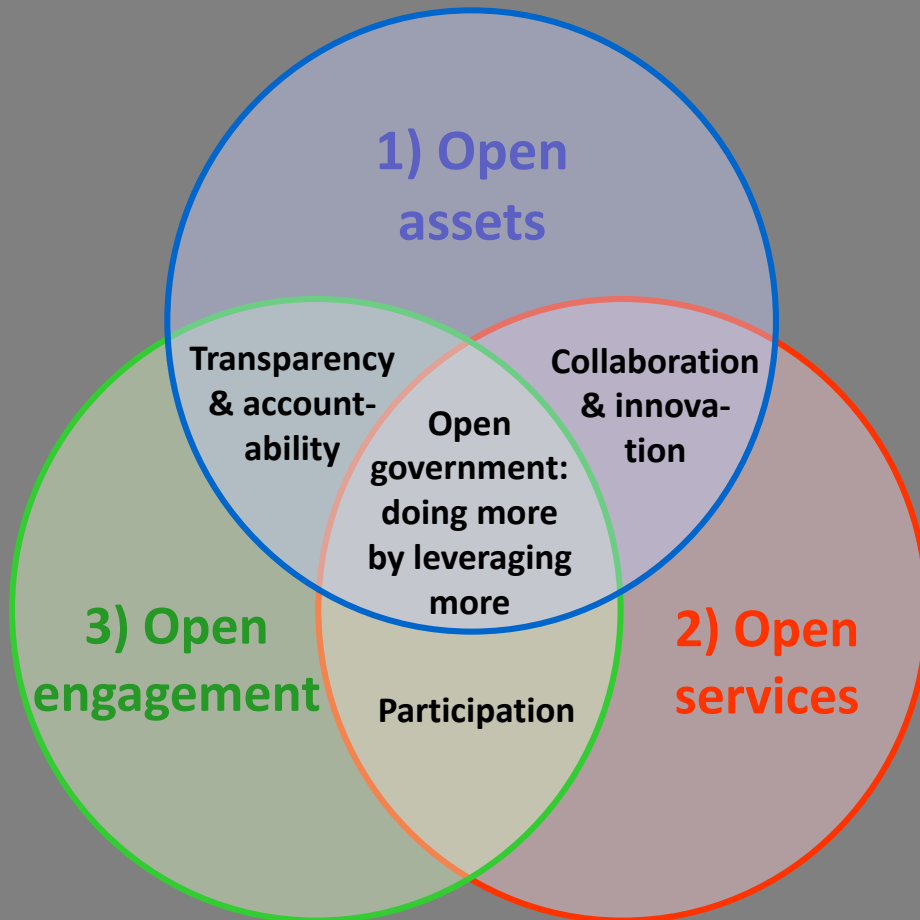 1) Open
assets
Transparency
& account-
ability
Collaboration
& innova-
tion
Open
government:
doing more
by leveraging
more
3) Open
engagement
2) Open
services
Participation